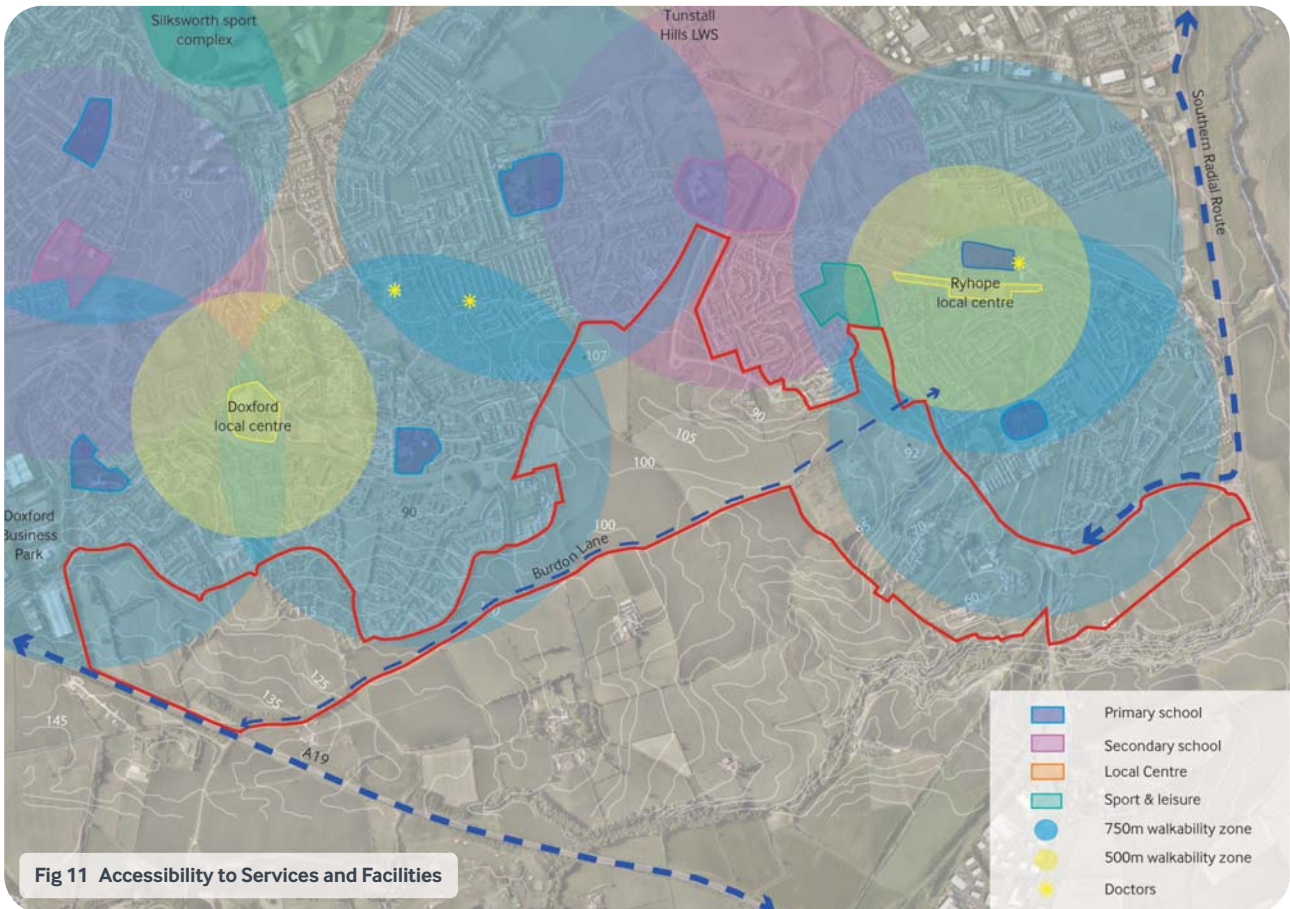 Silksworth sport
complex
Tunstall
Hills LWS
Southern Radial Route
70
96
Ryhope
local centre
107
Doxford
local centre
90
105
100
92
90
Doxford
Business
Park
100
95
70
Burdon Lane
60
115
125
135
145
A19
Primary school
Secondary school
Local Centre
Sport & leisure
750m walkability zone
500m walkability zone
Doctors
Fig 11 Accessibility to Services and Facilities